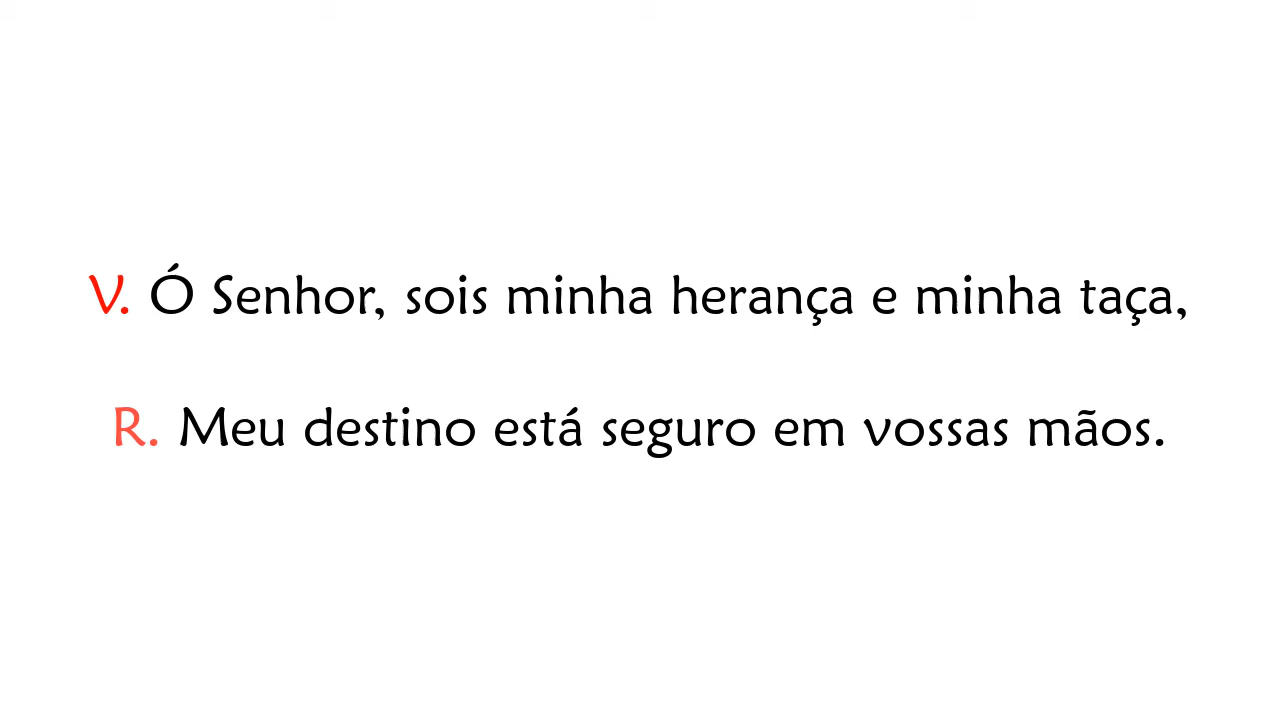 V. Ó Senhor, sois minha herança e minha taça,
R. Meu destino está seguro em vossas mãos.